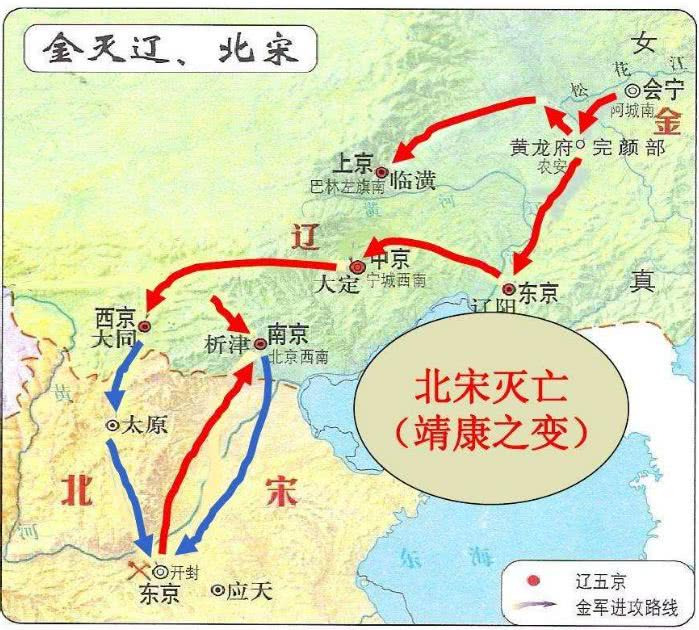 金灭辽、北宋
女
松花江
会宁
阿城南
金
黄龙府
完颜部
农安
上京
临潢
巴林左旗南
黄河
辽
中京
大定
宁城西南
真
东京
辽阳
西京
大同
南京
析津
北京西南
北宋灭亡
(靖康之变)
黄
太原
北宋
河
开封
东京
应天
辽五京
金军进攻路线